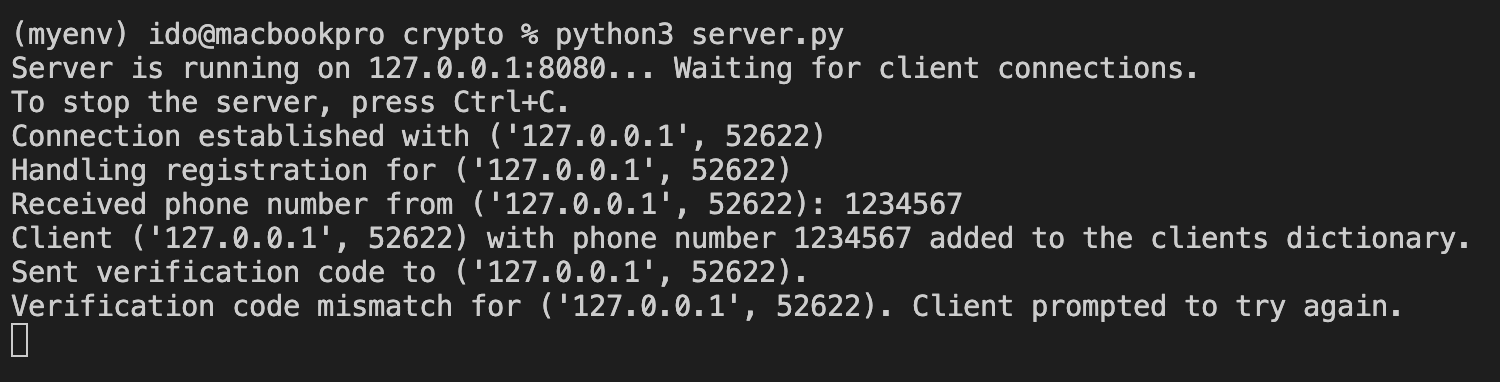 (myenv) ido@macbookpro crypto % python3 server.py
Server is running on 127.0.0.1:8080... Waiting for client connections.
To stop the server, press Ctrl+C.
Connection established with ('127.0.0.1', 52622)
Handling registration for ('127.0.0.1', 52622)
Received phone number from ('127.0.0.1', 52622): 1234567
Client ('127.0.0.1', 52622) with phone number 1234567 added to the clients dictionary.
Sent verification code to ('127.0.0.1', 52622).
Verification code mismatch for ('127.0.0.1', 52622). Client prompted to try again.